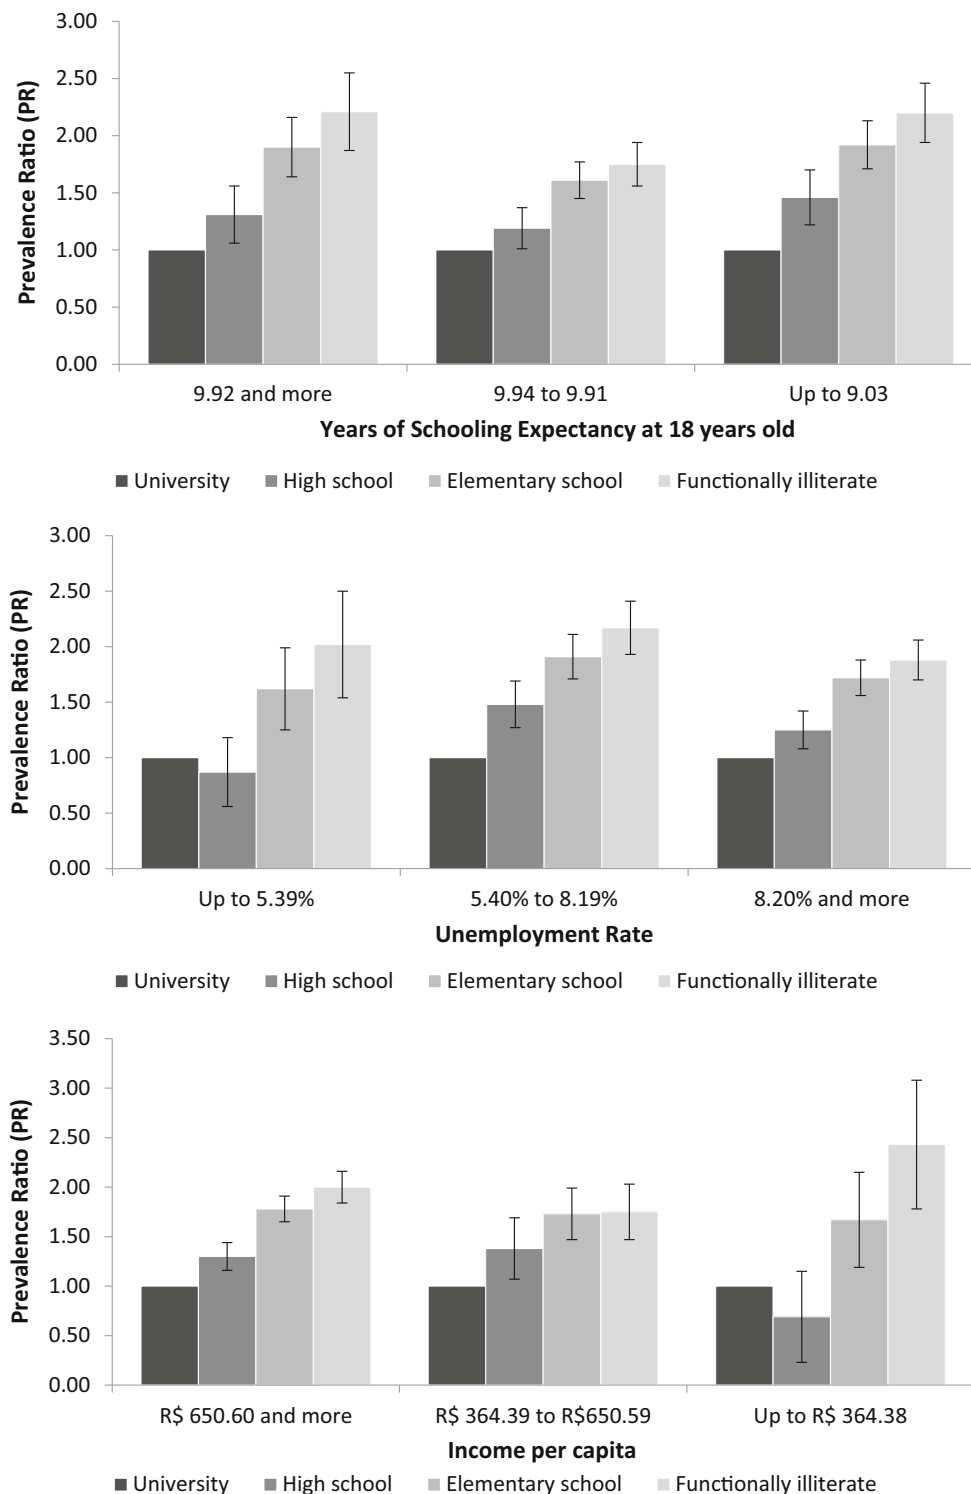 3.00
2.50
2.00
1.50
1.00
0.50
0.00
Prevalence Ratio (PR)
9.92 and more 9.94 to 9.91 Up to 9.03
Years of Schooling Expectancy at 18 years old
University High school Elementary school Functionally illiterate
3.00
2.50
2.00
1.50
1.00
0.50
0.00
Prevalence Ratio (PR)
Up to 5.39% 5.40% to 8.19% 8.20% and more
Unemployment Rate
University High school Elementary school Functionally illiterate
3.50
3.00
2.50
2.00
1.50
1.00
0.50
0.00
Prevalence Ratio (PR)
R$ 650.60 and more R$ 364.39 to R$650.59 Up to R$ 364.38
Income per capita
University High school Elementary school Functionally illiterate